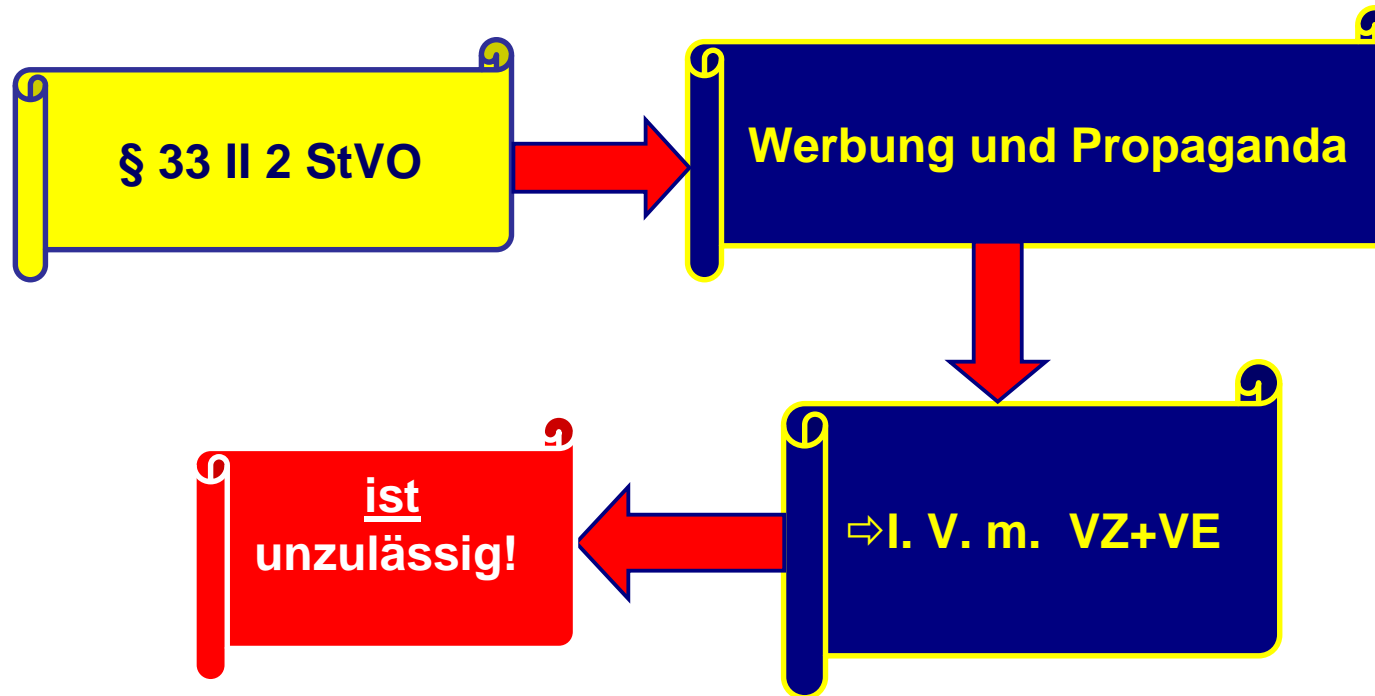 § 33 II 2 StVO
Werbung und Propaganda
⇨I. V. m. VZ+VE
ist
unzulässig!